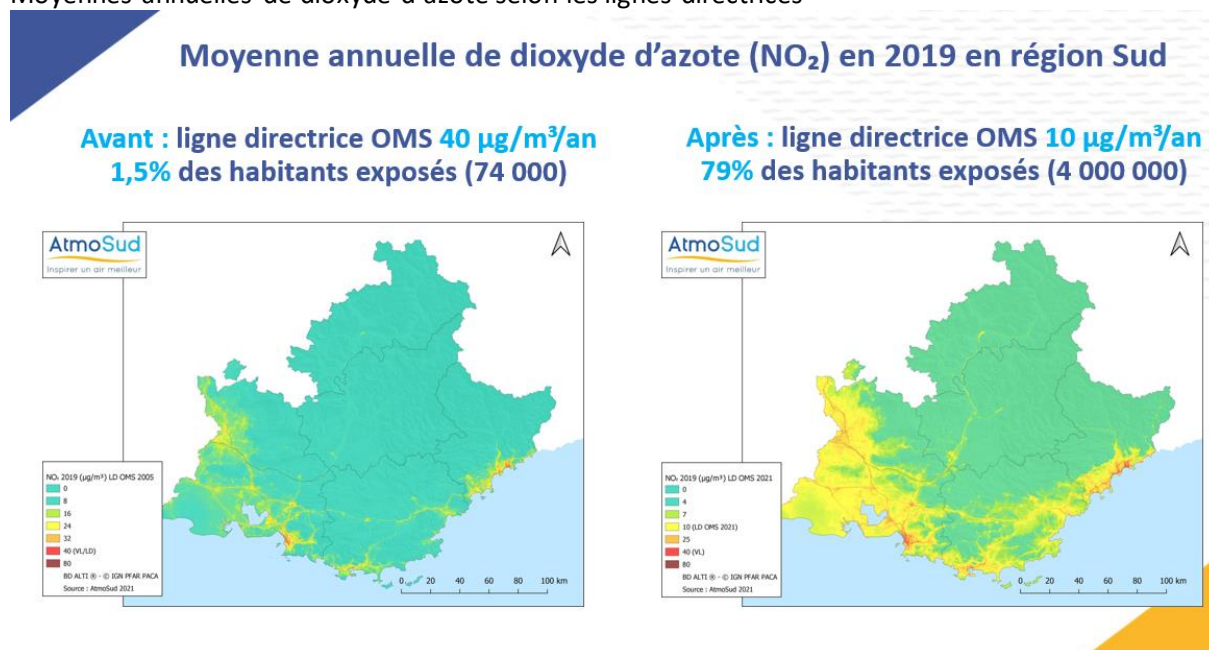 Moyennes annuelles de dioxyde d'azote selon les lignes directrices
Moyenne annuelle de dioxyde d'azote (NO₂) en 2019 en région Sud
Avant : ligne directrice OMS 40 µg/m³/an
1,5% des habitants exposés (74 000)
Après : ligne directrice OMS 10 µg/m³/an
79% des habitants exposés (4 000 000)
AtmoSud
Inspirer un air meilleur
NO₂ 2019 (µg/m³) LD OMS 2005
0
8
16
24
32
40 (VL/LD)
80
BD ALTI ® - © IGN PFAR PACA
Source : AtmoSud 2021
0 20 40 60 80 100 km
AtmoSud
Inspirer un air meilleur
NO₂ 2019 (µg/m³) LD OMS 2021
0
4
7
10 (LD OMS 2021)
25
40 (VL)
80
BD ALTI ® - © IGN PFAR PACA
Source : AtmoSud 2021
0 20 40 60 80 100 km